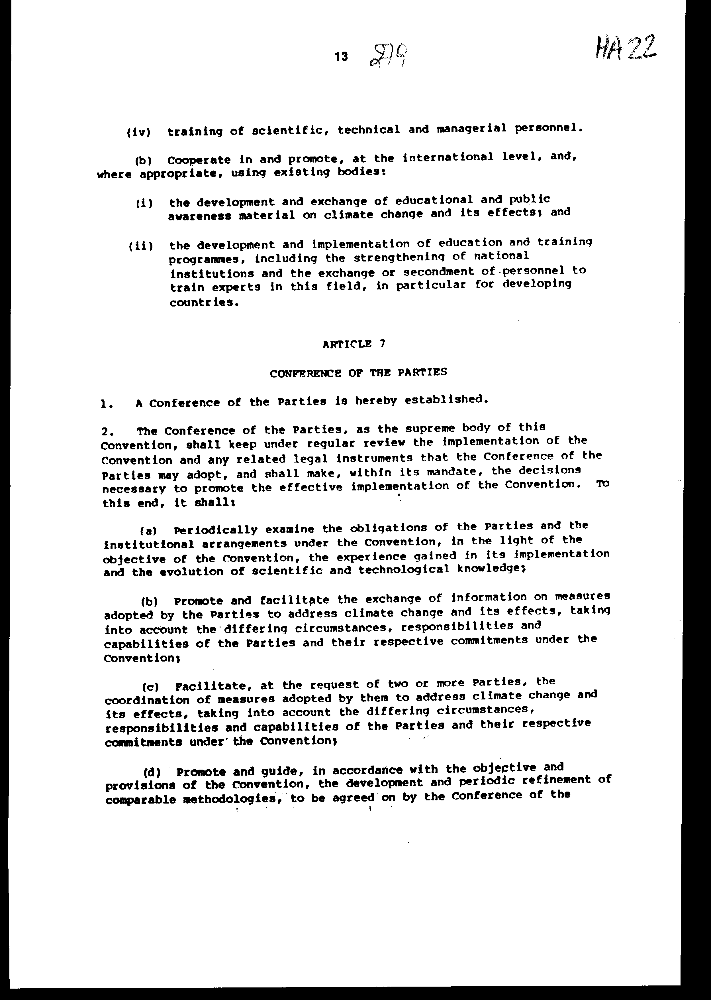 13 279 HA 22
(iv) training of scientific, technical and managerial personnel.
(b) Cooperate in and promote, at the international level, and,
where appropriate, using existing bodies:
(i) the development and exchange of educational and public
awareness material on climate change and its effects; and
(ii) the development and implementation of education and training
programmes, including the strengthening of national
institutions and the exchange or secondment of personnel to
train experts in this field, in particular for developing
countries.
ARTICLE 7
CONFERENCE OF THE PARTIES
1. A Conference of the Parties is hereby established.
2. The Conference of the Parties, as the supreme body of this
Convention, shall keep under regular review the implementation of the
Convention and any related legal instruments that the Conference of the
Parties may adopt, and shall make, within its mandate, the decisions
necessary to promote the effective implementation of the Convention. To
this end, it shall:
(a) Periodically examine the obligations of the Parties and the
institutional arrangements under the Convention, in the light of the
objective of the Convention, the experience gained in its implementation
and the evolution of scientific and technological knowledge;
(b) Promote and facilitate the exchange of information on measures
adopted by the Parties to address climate change and its effects, taking
into account the differing circumstances, responsibilities and
capabilities of the Parties and their respective commitments under the
Convention;
(c) Facilitate, at the request of two or more Parties, the
coordination of measures adopted by them to address climate change and
its effects, taking into account the differing circumstances,
responsibilities and capabilities of the Parties and their respective
commitments under the Convention;
(d) Promote and guide, in accordance with the objective and
provisions of the Convention, the development and periodic refinement of
comparable methodologies, to be agreed on by the Conference of the